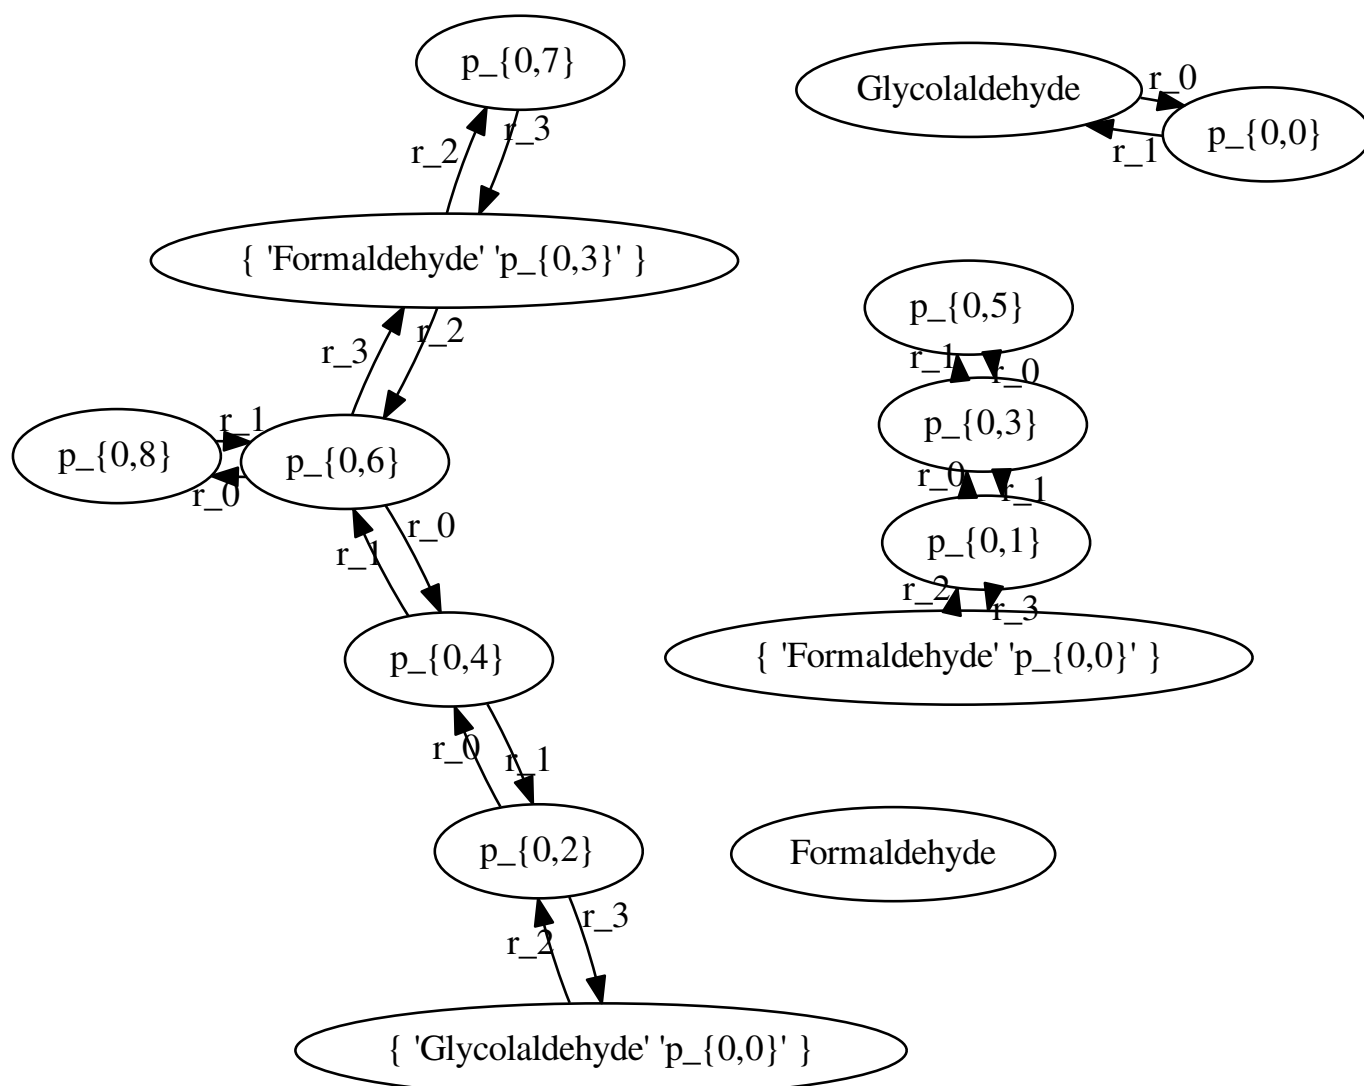 p_{0,7}
Glycolaldehyde
r_0
p_{0,0}
r_1
r_2
r_3
{ 'Formaldehyde' 'p_{0,3}' }
p_{0,5}
r_3
r_2
r_1
r_0
p_{0,8}
r_1
r_0
p_{0,6}
p_{0,3}
r_0
r_1
r_1
r_0
p_{0,1}
r_2
r_3
p_{0,4}
{ 'Formaldehyde' 'p_{0,0}' }
r_0
r_1
p_{0,2}
Formaldehyde
r_2
r_3
{ 'Glycolaldehyde' 'p_{0,0}' }